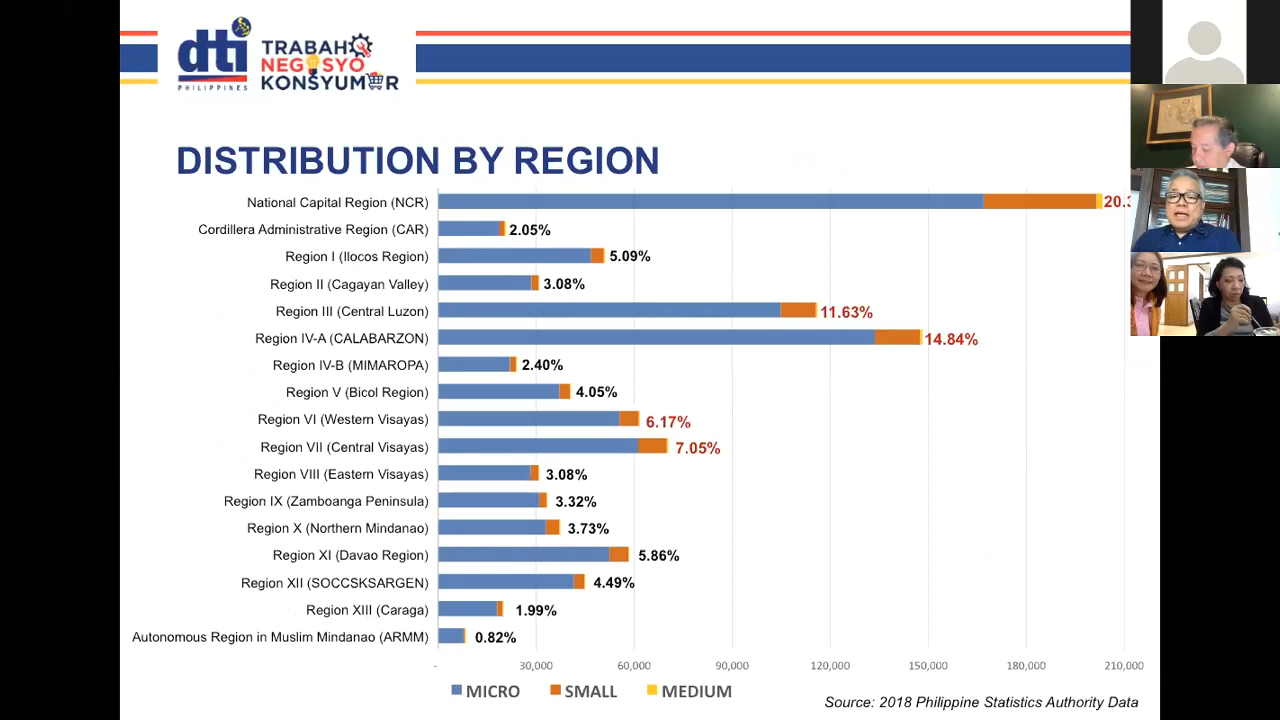 dti
PHILIPPINES
TRABAHO
NEGOSYO
KONSYUMER
DISTRIBUTION BY REGION
National Capital Region (NCR) 20.3
Cordillera Administrative Region (CAR) 2.05%
Region I (Ilocos Region) 5.09%
Region II (Cagayan Valley) 3.08%
Region III (Central Luzon) 11.63%
Region IV-A (CALABARZON) 14.84%
Region IV-B (MIMAROPA) 2.40%
Region V (Bicol Region) 4.05%
Region VI (Western Visayas) 6.17%
Region VII (Central Visayas) 7.05%
Region VIII (Eastern Visayas) 3.08%
Region IX (Zamboanga Peninsula) 3.32%
Region X (Northern Mindanao) 3.73%
Region XI (Davao Region) 5.86%
Region XII (SOCCSKSARGEN) 4.49%
Region XIII (Caraga) 1.99%
Autonomous Region in Muslim Mindanao (ARMM) 0.82%
- 30,000 60,000 90,000 120,000 150,000 180,000 210,000
MICRO SMALL MEDIUM
Source: 2018 Philippine Statistics Authority Data